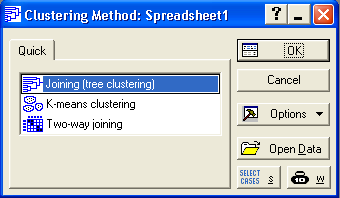 Clustering Method: Spreadsheet1
Quick
Joining (tree clustering)
K-means clustering
Two-way joining
OK
Cancel
Options
Open Data
SELECT
CASES
S
W